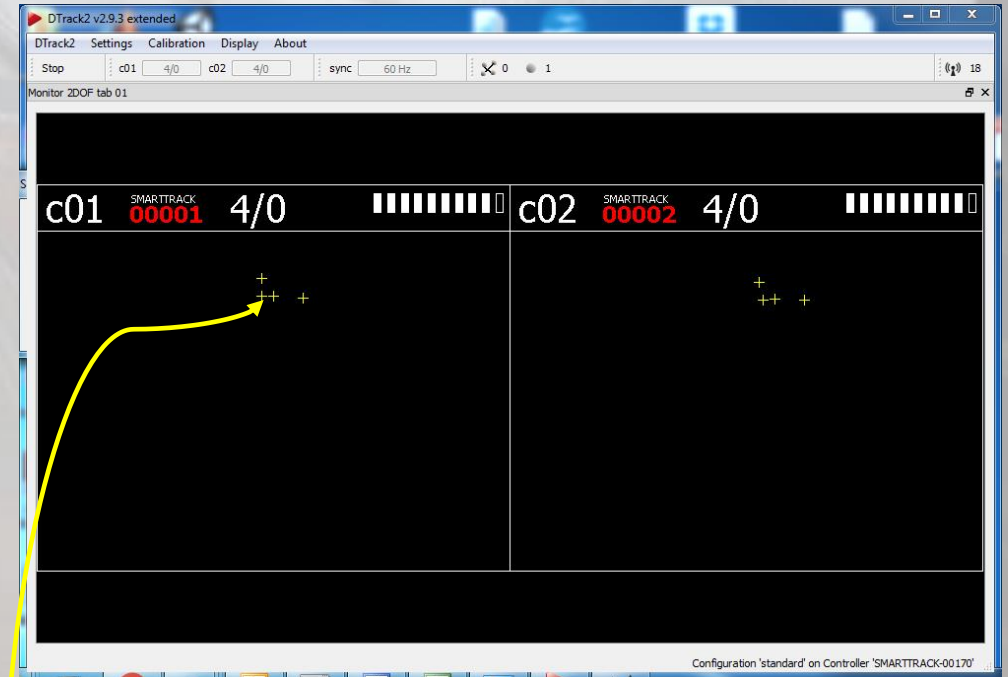 DTrack2 v2.9.3 extended
DTrack2 Settings Calibration Display About
Stop c01 4/0 c02 4/0 sync 60 Hz 0 1 18
Monitor 2DOF tab 01
c01 SMARTTRACK 00001 4/0 c02 SMARTTRACK 00002 4/0
Configuration 'standard' on Controller 'SMARTTRACK-00170'